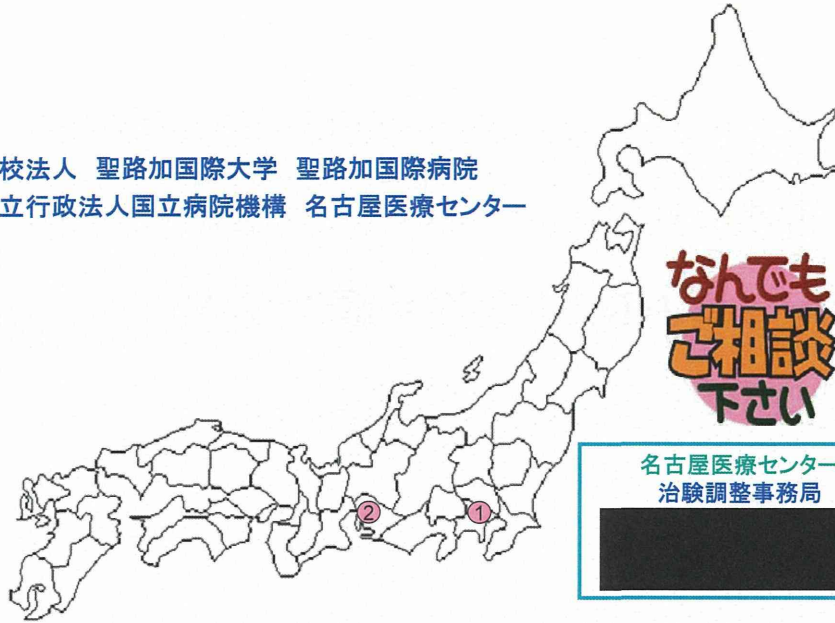 校法人 聖路加国際大学 聖路加国際病院
立行政法人国立病院機構 名古屋医療センター
なんでも
ご相談
下さい
② ①
名古屋医療センター
治験調整事務局